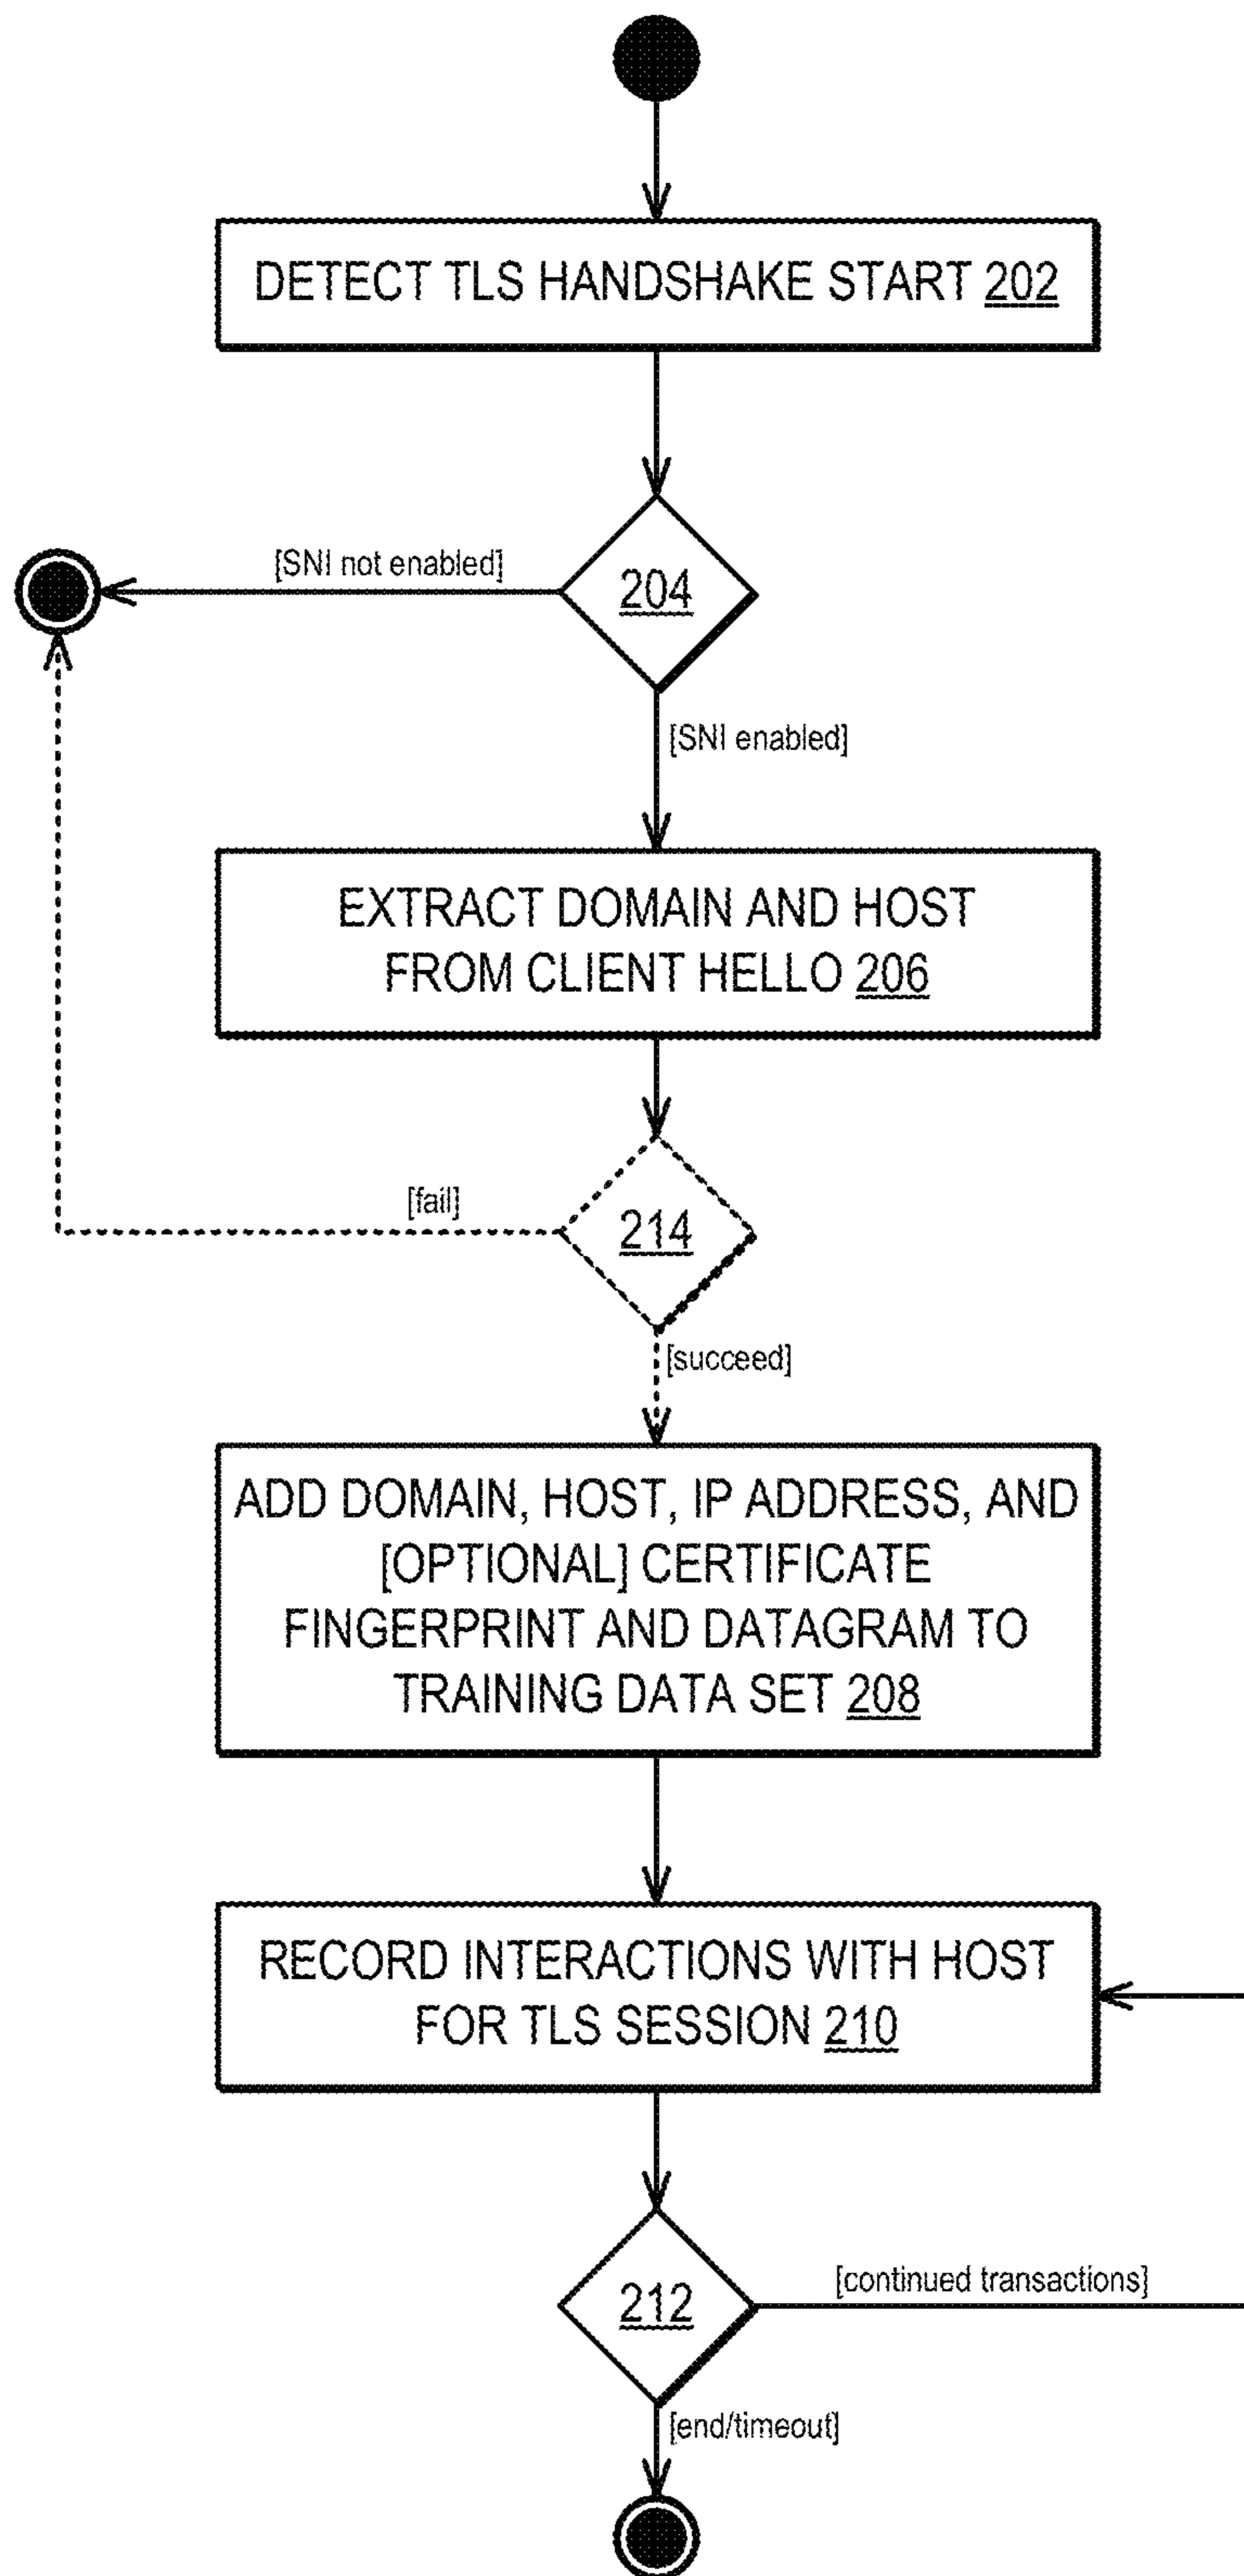 DETECT TLS HANDSHAKE START 202
[SNI not enabled]
204
[SNI enabled]
EXTRACT DOMAIN AND HOST
FROM CLIENT HELLO 206
[fail]
214
[succeed]
ADD DOMAIN, HOST, IP ADDRESS, AND
[OPTIONAL] CERTIFICATE
FINGERPRINT AND DATAGRAM TO
TRAINING DATA SET 208
RECORD INTERACTIONS WITH HOST
FOR TLS SESSION 210
[continued transactions]
212
[end/timeout]